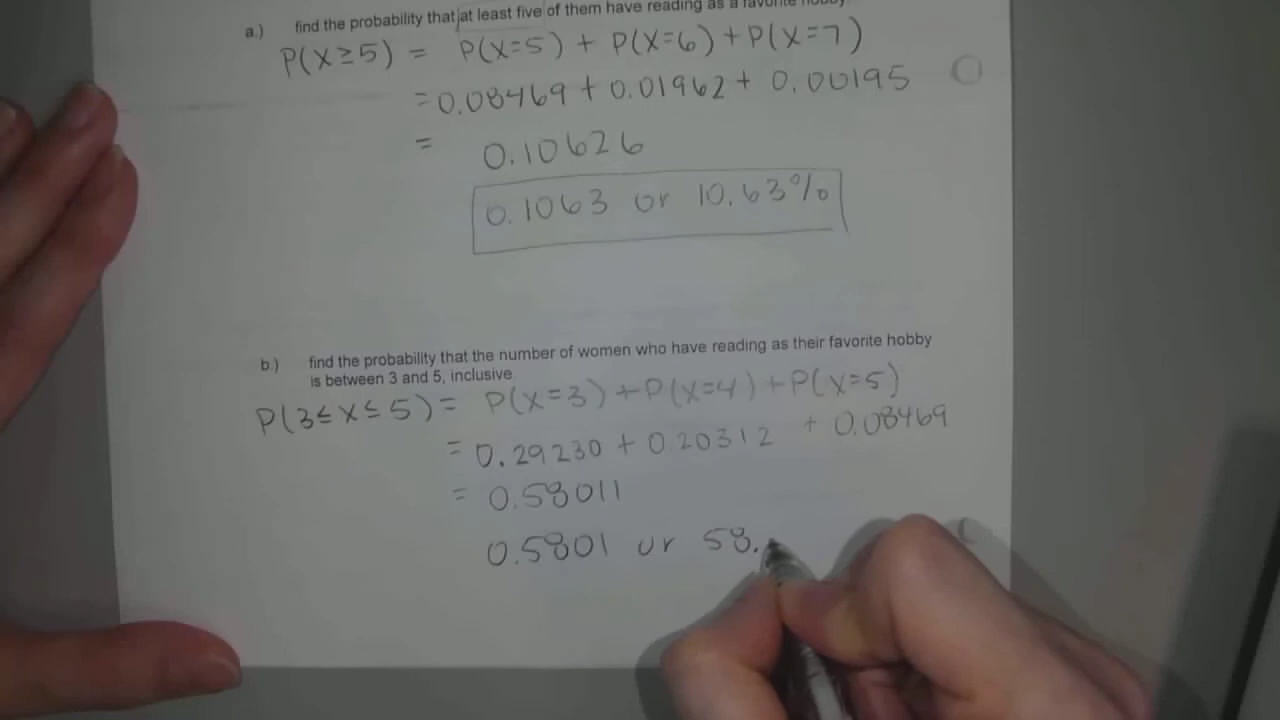 a.) find the probability that at least five of them have reading as a favorite hobby
P(X≥5) = P(X=5) + P(X=6) + P(X=7)
=0.08469 + 0.01962 + 0.00195
= 0.10626
0.1063 or 10.63%
b.) find the probability that the number of women who have reading as their favorite hobby
is between 3 and 5, inclusive
P(3≤X≤5) = P(X=3) + P(X=4) + P(X=5)
= 0.29230 + 0.20312 + 0.08469
= 0.58011
0.5801 or 58.